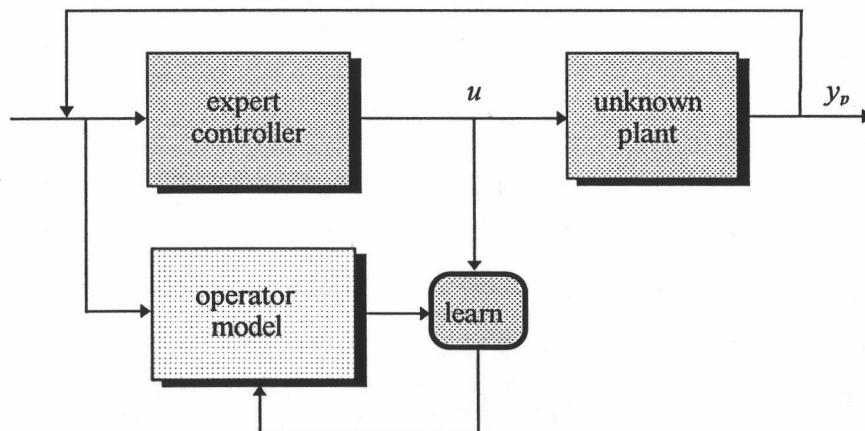 expert
controller
u
unknown
plant
y_p
operator
model
learn